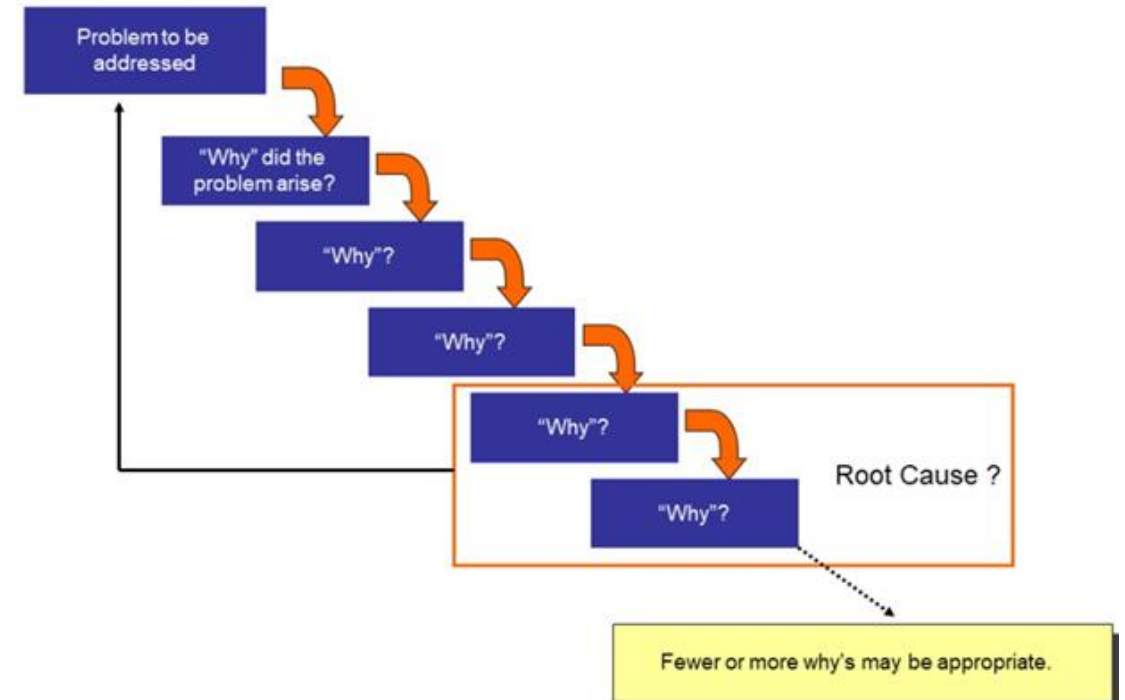 Problem to be
addressed
“Why” did the
problem arise?
“Why”?
“Why”?
“Why”?
Root Cause ?
“Why”?
Fewer or more why's may be appropriate.